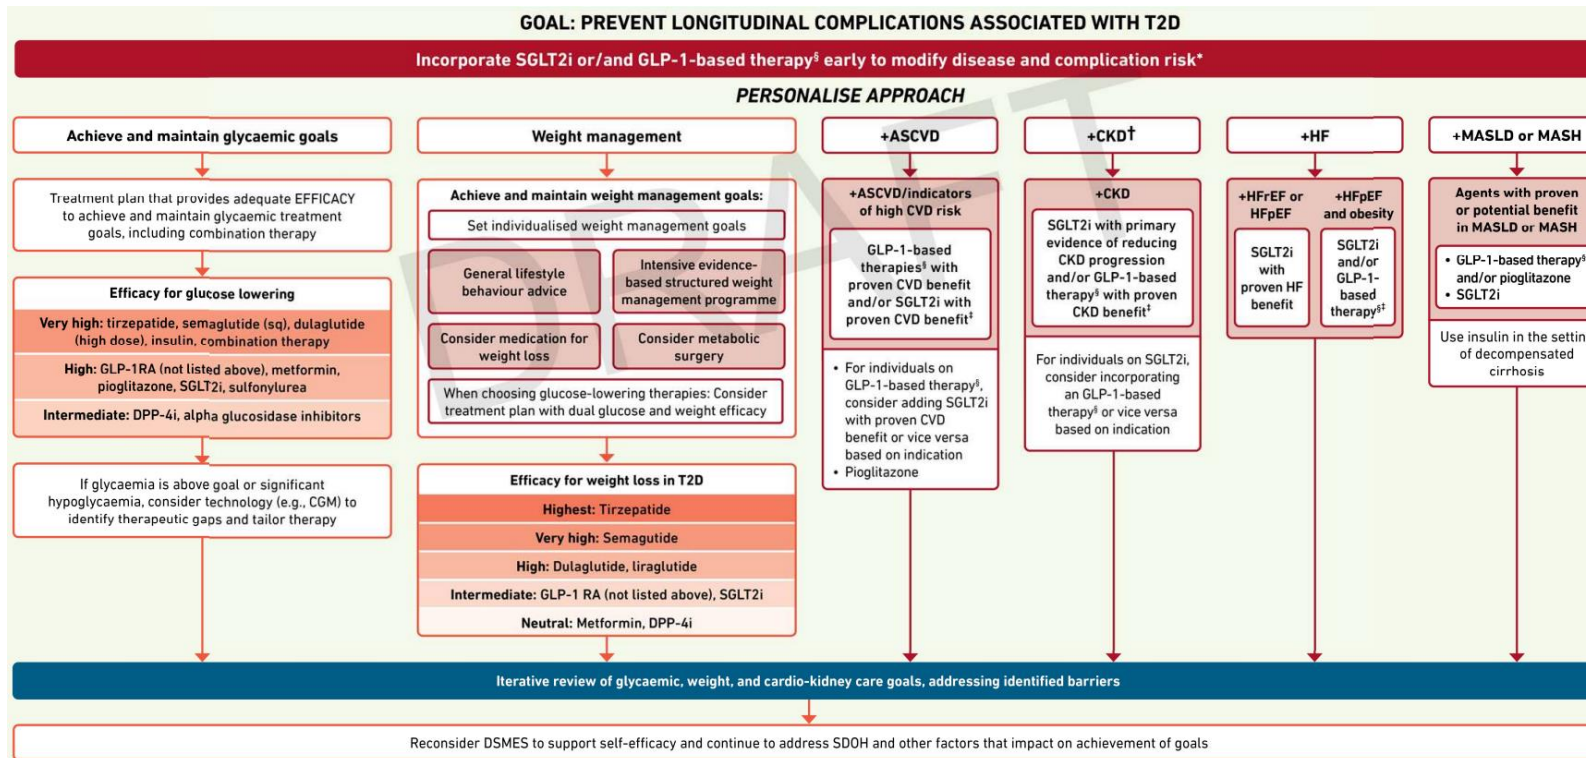 GOAL: PREVENT LONGITUDINAL COMPLICATIONS ASSOCIATED WITH T2D
Incorporate SGLT2i or/and GLP-1-based therapy§ early to modify disease and complication risk*
PERSONALISE APPROACH
Achieve and maintain glycaemic goals
Treatment plan that provides adequate EFFICACY
to achieve and maintain glycaemic treatment
goals, including combination therapy
Efficacy for glucose lowering
Very high: tirzepatide, semaglutide (sq), dulaglutide
(high dose), insulin, combination therapy
High: GLP-1RA (not listed above), metformin,
pioglitazone, SGLT2i, sulfonylurea
Intermediate: DPP-4i, alpha glucosidase inhibitors
If glycaemia is above goal or significant
hypoglycaemia, consider technology (e.g., CGM) to
identify therapeutic gaps and tailor therapy
Weight management
Achieve and maintain weight management goals:
Set individualised weight management goals
General lifestyle
behaviour advice
Intensive evidence-
based structured weight
management programme
Consider medication for
weight loss
Consider metabolic
surgery
When choosing glucose-lowering therapies: Consider
treatment plan with dual glucose and weight efficacy
Efficacy for weight loss in T2D
Highest: Tirzepatide
Very high: Semagutide
High: Dulaglutide, liraglutide
Intermediate: GLP-1 RA (not listed above), SGLT2i
Neutral: Metformin, DPP-4i
+ASCVD
+ASCVD/indicators
of high CVD risk
GLP-1-based
therapies§ with
proven CVD benefit
and/or SGLT2i with
proven CVD benefit‡
• For individuals on
GLP-1-based therapy§,
consider adding SGLT2i
with proven CVD
benefit or vice versa
based on indication
• Pioglitazone
+CKD†
+CKD
SGLT2i with primary
evidence of reducing
CKD progression
and/or GLP-1-based
therapy§ with proven
CKD benefit‡
For individuals on SGLT2i,
consider incorporating
an GLP-1-based
therapy§ or vice versa
based on indication
+HF
+HFrEF or
HFpEF
SGLT2i
with
proven HF
benefit
+HFpEF
and obesity
SGLT2i
and/or
GLP-1-
based
therapy§‡
+MASLD or MASH
Agents with proven
or potential benefit
in MASLD or MASH
• GLP-1-based therapy§
and/or pioglitazone
• SGLT2i
Use insulin in the settin
of decompensated
cirrhosis
Iterative review of glycaemic, weight, and cardio-kidney care goals, addressing identified barriers
Reconsider DSMES to support self-efficacy and continue to address SDOH and other factors that impact on achievement of goals
DRAFT